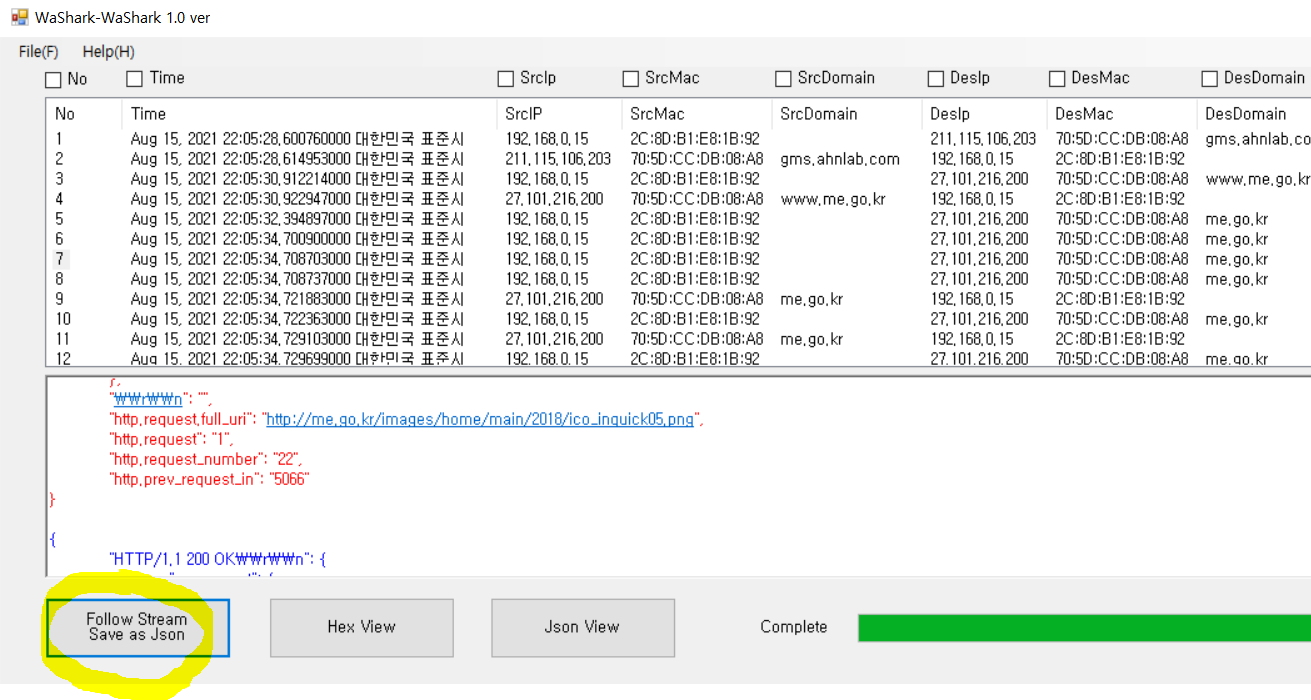 WaShark-WaShark 1.0 ver
File(F) Help(H)
No Time SrcIp SrcMac SrcDomain DesIp DesMac DesDomain
No Time SrcIP SrcMac SrcDomain DesIp DesMac DesDomain
1 Aug 15, 2021 22:05:28,600760000 대한민국 표준시 192,168,0,15 2C:8D:B1:E8:1B:92 211,115,106,203 70:5D:CC:DB:08:A8 gms,ahnlab,co
2 Aug 15, 2021 22:05:28,614953000 대한민국 표준시 211,115,106,203 70:5D:CC:DB:08:A8 gms,ahnlab,com 192,168,0,15 2C:8D:B1:E8:1B:92
3 Aug 15, 2021 22:05:30,912214000 대한민국 표준시 192,168,0,15 2C:8D:B1:E8:1B:92 27,101,216,200 70:5D:CC:DB:08:A8 www,me,go,kr
4 Aug 15, 2021 22:05:30,922947000 대한민국 표준시 27,101,216,200 70:5D:CC:DB:08:A8 www,me,go,kr 192,168,0,15 2C:8D:B1:E8:1B:92
5 Aug 15, 2021 22:05:32,394897000 대한민국 표준시 192,168,0,15 2C:8D:B1:E8:1B:92 27,101,216,200 70:5D:CC:DB:08:A8 me,go,kr
6 Aug 15, 2021 22:05:34,700900000 대한민국 표준시 192,168,0,15 2C:8D:B1:E8:1B:92 27,101,216,200 70:5D:CC:DB:08:A8 me,go,kr
7 Aug 15, 2021 22:05:34,708703000 대한민국 표준시 192,168,0,15 2C:8D:B1:E8:1B:92 27,101,216,200 70:5D:CC:DB:08:A8 me,go,kr
8 Aug 15, 2021 22:05:34,708737000 대한민국 표준시 192,168,0,15 2C:8D:B1:E8:1B:92 27,101,216,200 70:5D:CC:DB:08:A8 me,go,kr
9 Aug 15, 2021 22:05:34,721883000 대한민국 표준시 27,101,216,200 70:5D:CC:DB:08:A8 me,go,kr 192,168,0,15 2C:8D:B1:E8:1B:92
10 Aug 15, 2021 22:05:34,722363000 대한민국 표준시 192,168,0,15 2C:8D:B1:E8:1B:92 27,101,216,200 70:5D:CC:DB:08:A8 me,go,kr
11 Aug 15, 2021 22:05:34,729103000 대한민국 표준시 27,101,216,200 70:5D:CC:DB:08:A8 me,go,kr 192,168,0,15 2C:8D:B1:E8:1B:92
12 Aug 15, 2021 22:05:34,729699000 대한민국 표준시 192,168,0,15 2C:8D:B1:E8:1B:92 27,101,216,200 70:5D:CC:DB:08:A8 me,go,kr
},
"₩₩r₩₩n": "",
"http,request,full_uri": "http://me,go,kr/images/home/main/2018/ico_inquick05,png",
"http,request": "1",
"http,request_number": "22",
"http,prev_request_in": "5066"
}
{
"HTTP/1,1 200 OK₩₩r₩₩n": {
Follow Stream
Save as Json
Hex View Json View Complete